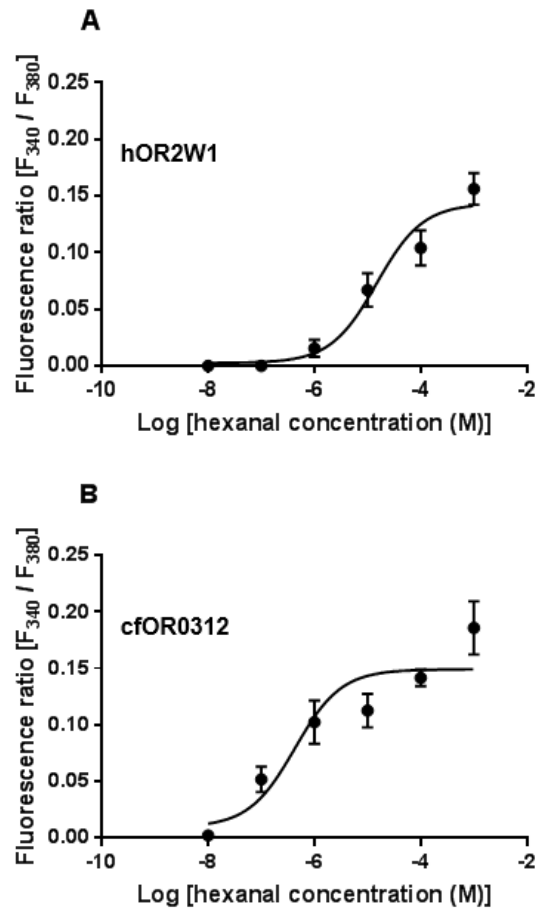 A
Fluorescence ratio [F340 / F380]
0.25
0.20
0.15
0.10
0.05
0.00
hOR2W1
-10 -8 -6 -4 -2
Log [hexanal concentration (M)]
B
Fluorescence ratio [F340 / F380]
0.25
0.20
0.15
0.10
0.05
0.00
cfOR0312
-10 -8 -6 -4 -2
Log [hexanal concentration (M)]